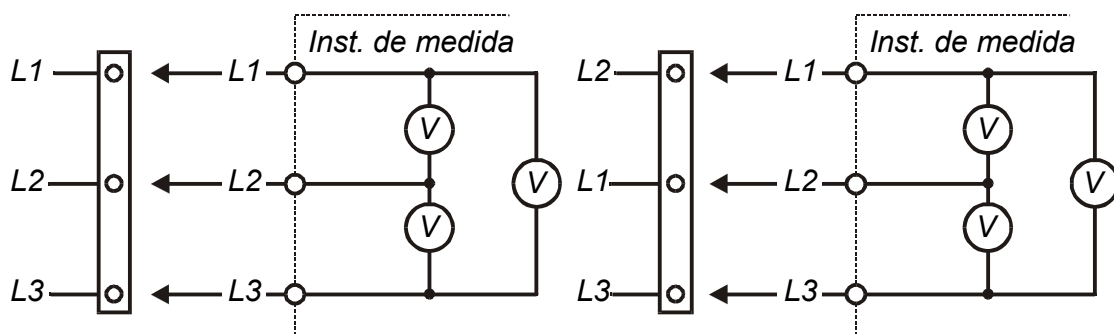 Inst. de medida
L1 L1
V
L2 L2 V
V
L3 L3
Inst. de medida
L2 L1
V
L1 L2 V
V
L3 L3